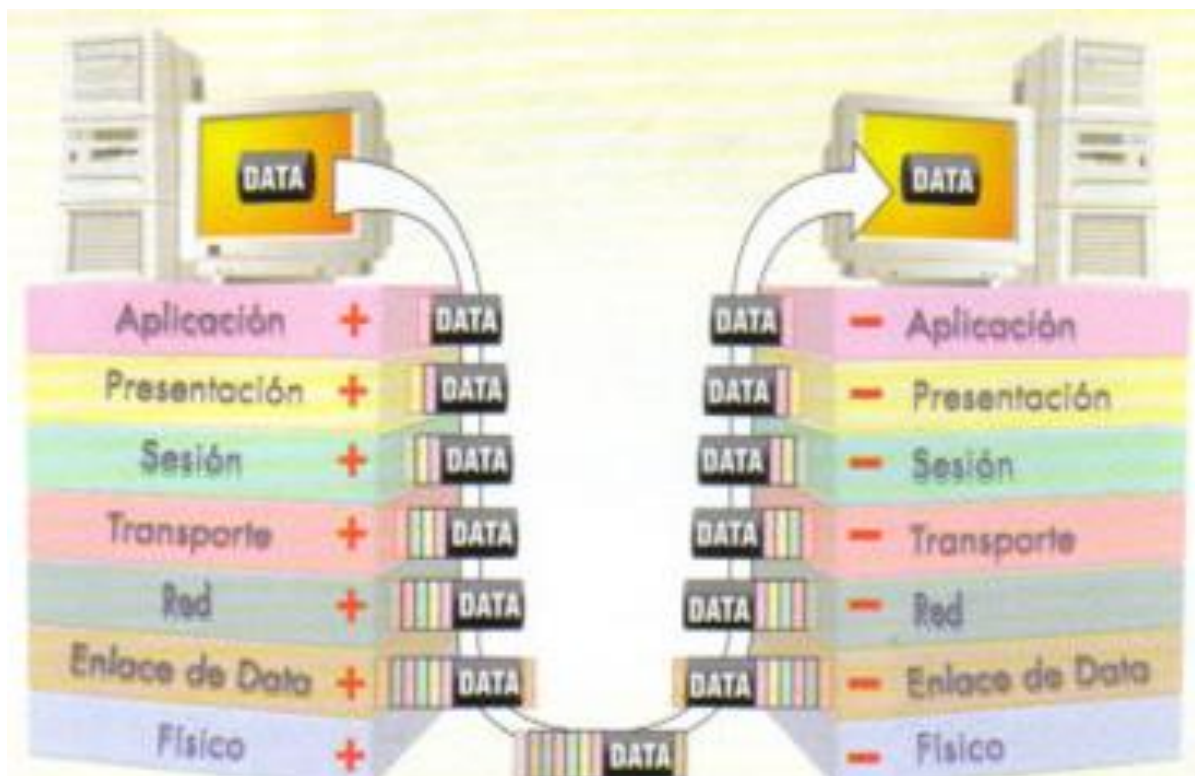 DATA
DATA
Aplicación + DATA
DATA - Aplicación
Presentación + DATA
DATA - Presentación
Sesión + DATA
DATA - Sesión
Transporte + DATA
DATA - Transporte
Red + DATA
DATA - Red
Enlace de Data + DATA
DATA - Enlace de Data
Físico +
DATA
- Físico